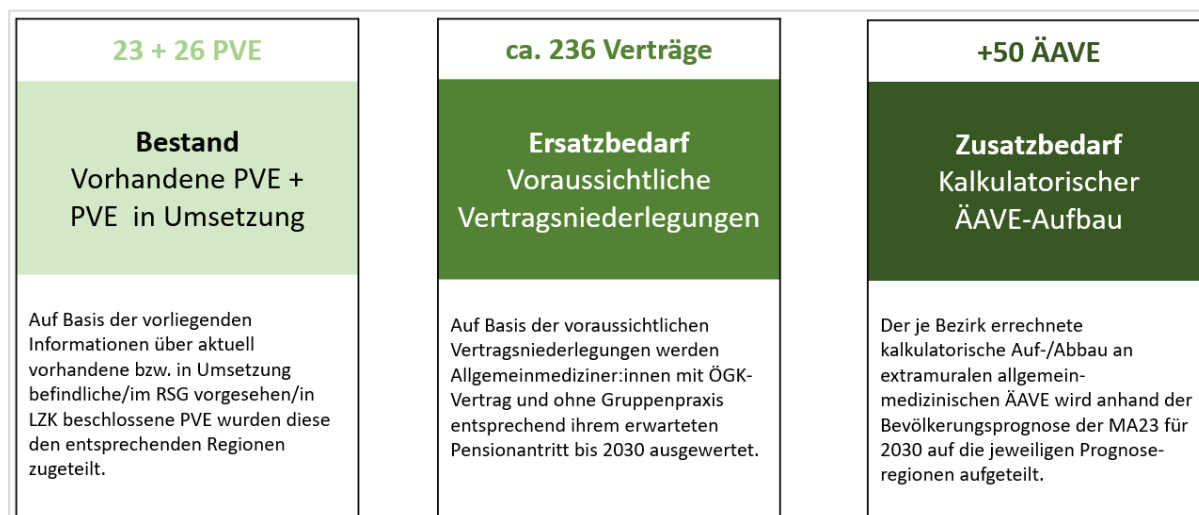 23 + 26 PVE
Bestand
Vorhandene PVE +
PVE in Umsetzung
Auf Basis der vorliegenden
Informationen über aktuell
vorhandene bzw. in Umsetzung
befindliche/im RSG vorgesehen/in
LZK beschlossene PVE wurden diese
den entsprechenden Regionen
zugeteilt.
ca. 236 Verträge
Ersatzbedarf
Voraussichtliche
Vertragsniederlegungen
Auf Basis der voraussichtlichen
Vertragsniederlegungen werden
Allgemeinmediziner:innen mit ÖGK-
Vertrag und ohne Gruppenpraxis
entsprechend ihrem erwarteten
Pensionantritt bis 2030 ausgewertet.
+50 ÄAVE
Zusatzbedarf
Kalkulatorischer
ÄAVE-Aufbau
Der je Bezirk errechnete
kalkulatorische Auf-/Abbau an
extramuralen allgemein-
medizinischen ÄAVE wird anhand der
Bevölkerungsprognose der MA23 für
2030 auf die jeweiligen Prognose-
regionen aufgeteilt.